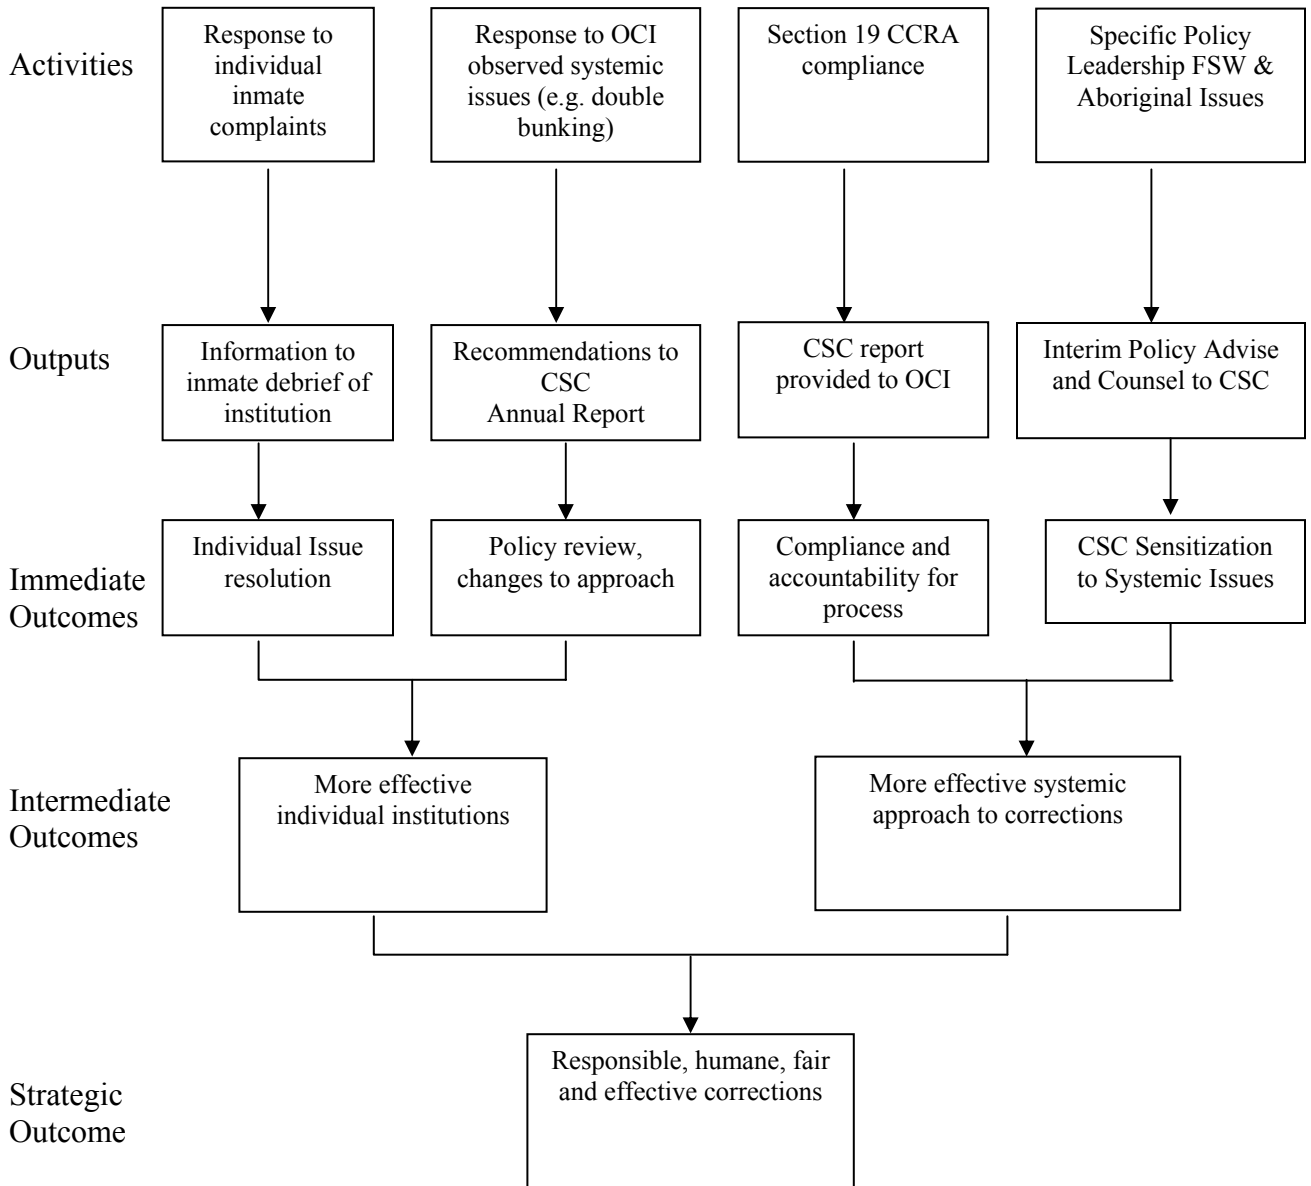 Activities
Response to
individual
inmate
complaints
Response to OCI
observed systemic
issues (e.g. double
bunking)
Section 19 CCRA
compliance
Specific Policy
Leadership FSW &
Aboriginal Issues
Outputs
Information to
inmate debrief of
institution
Recommendations to
CSC
Annual Report
CSC report
provided to OCI
Interim Policy Advise
and Counsel to CSC
Immediate
Outcomes
Individual Issue
resolution
Policy review,
changes to approach
Compliance and
accountability for
process
CSC Sensitization
to Systemic Issues
Intermediate
Outcomes
More effective
individual institutions
More effective systemic
approach to corrections
Strategic
Outcome
Responsible, humane, fair
and effective corrections